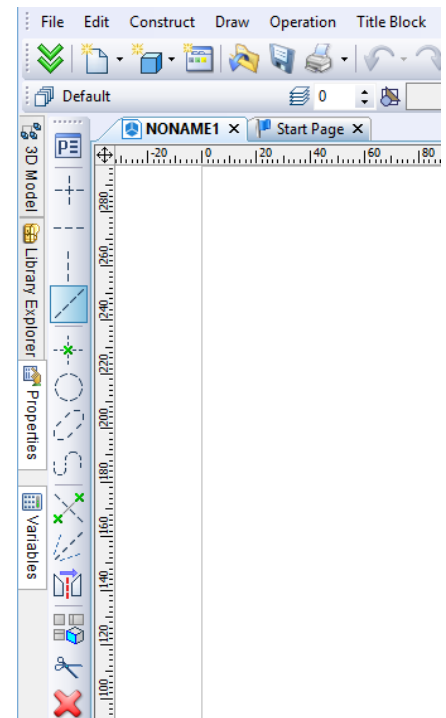 File Edit Construct Draw Operation Title Block
Default 0
NONAME1 Start Page
PE
-20 0 20 40 60 80
3D Model
Library Explorer
Properties
Variables
280
260
240
220
200
180
160
140
120
100